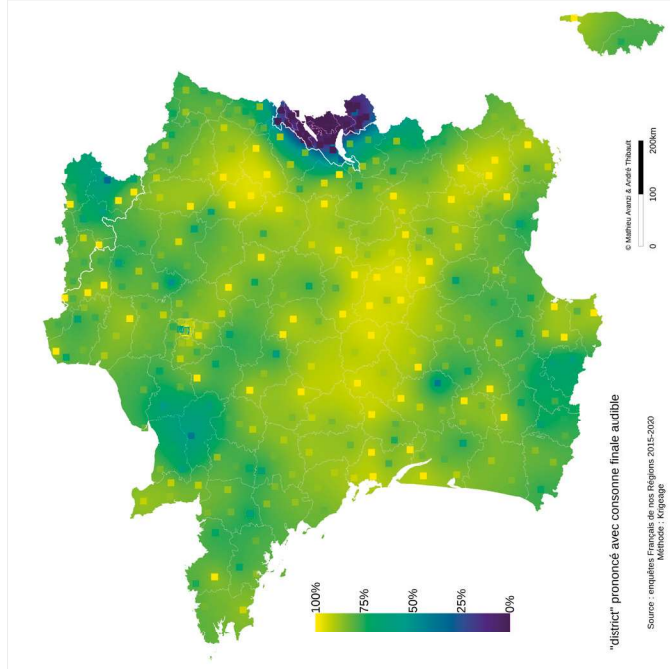 "district" prononcé avec consonne finale audible
Source : enquêtes Français de nos Régions 2015-2020
Méthode : Krigeage
100%
75%
50%
25%
0%
© Mathieu Avanzi & André Thibault
0
100
200km